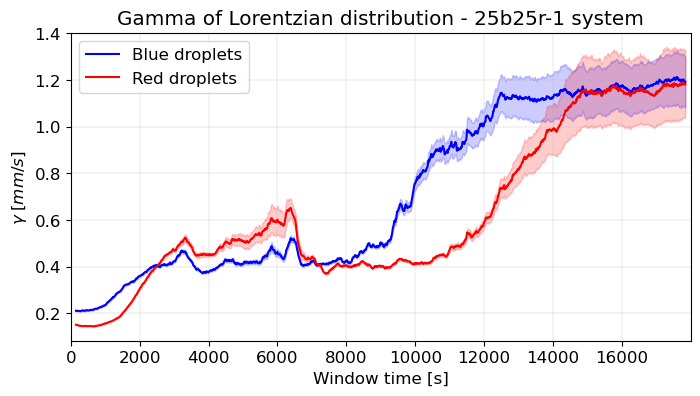 Gamma of Lorentzian distribution - 25b25r-1 system
Blue droplets
Red droplets
1.4
1.2
1.0
0.8
0.6
0.4
0.2
γ [mm/s]
0 2000 4000 6000 8000 10000 12000 14000 16000
Window time [s]